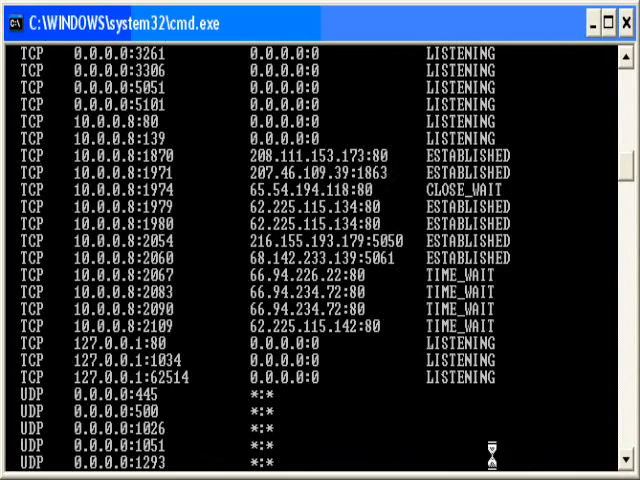 C:\WINDOWS\system32\cmd.exe
TCP 0.0.0.0:3261 0.0.0.0:0 LISTENING
TCP 0.0.0.0:3306 0.0.0.0:0 LISTENING
TCP 0.0.0.0:5051 0.0.0.0:0 LISTENING
TCP 0.0.0.0:5101 0.0.0.0:0 LISTENING
TCP 10.0.0.8:80 0.0.0.0:0 LISTENING
TCP 10.0.0.8:139 0.0.0.0:0 LISTENING
TCP 10.0.0.8:1870 208.111.153.173:80 ESTABLISHED
TCP 10.0.0.8:1971 207.46.109.39:1863 ESTABLISHED
TCP 10.0.0.8:1974 65.54.194.118:80 CLOSE_WAIT
TCP 10.0.0.8:1979 62.225.115.134:80 ESTABLISHED
TCP 10.0.0.8:1980 62.225.115.134:80 ESTABLISHED
TCP 10.0.0.8:2054 216.155.193.179:5050 ESTABLISHED
TCP 10.0.0.8:2060 68.142.233.139:5061 ESTABLISHED
TCP 10.0.0.8:2067 66.94.226.22:80 TIME_WAIT
TCP 10.0.0.8:2083 66.94.234.72:80 TIME_WAIT
TCP 10.0.0.8:2090 66.94.234.72:80 TIME_WAIT
TCP 10.0.0.8:2109 62.225.115.142:80 TIME_WAIT
TCP 127.0.0.1:80 0.0.0.0:0 LISTENING
TCP 127.0.0.1:1034 0.0.0.0:0 LISTENING
TCP 127.0.0.1:62514 0.0.0.0:0 LISTENING
UDP 0.0.0.0:445 *:*
UDP 0.0.0.0:500 *:*
UDP 0.0.0.0:1026 *:*
UDP 0.0.0.0:1051 *:*
UDP 0.0.0.0:1293 *:*